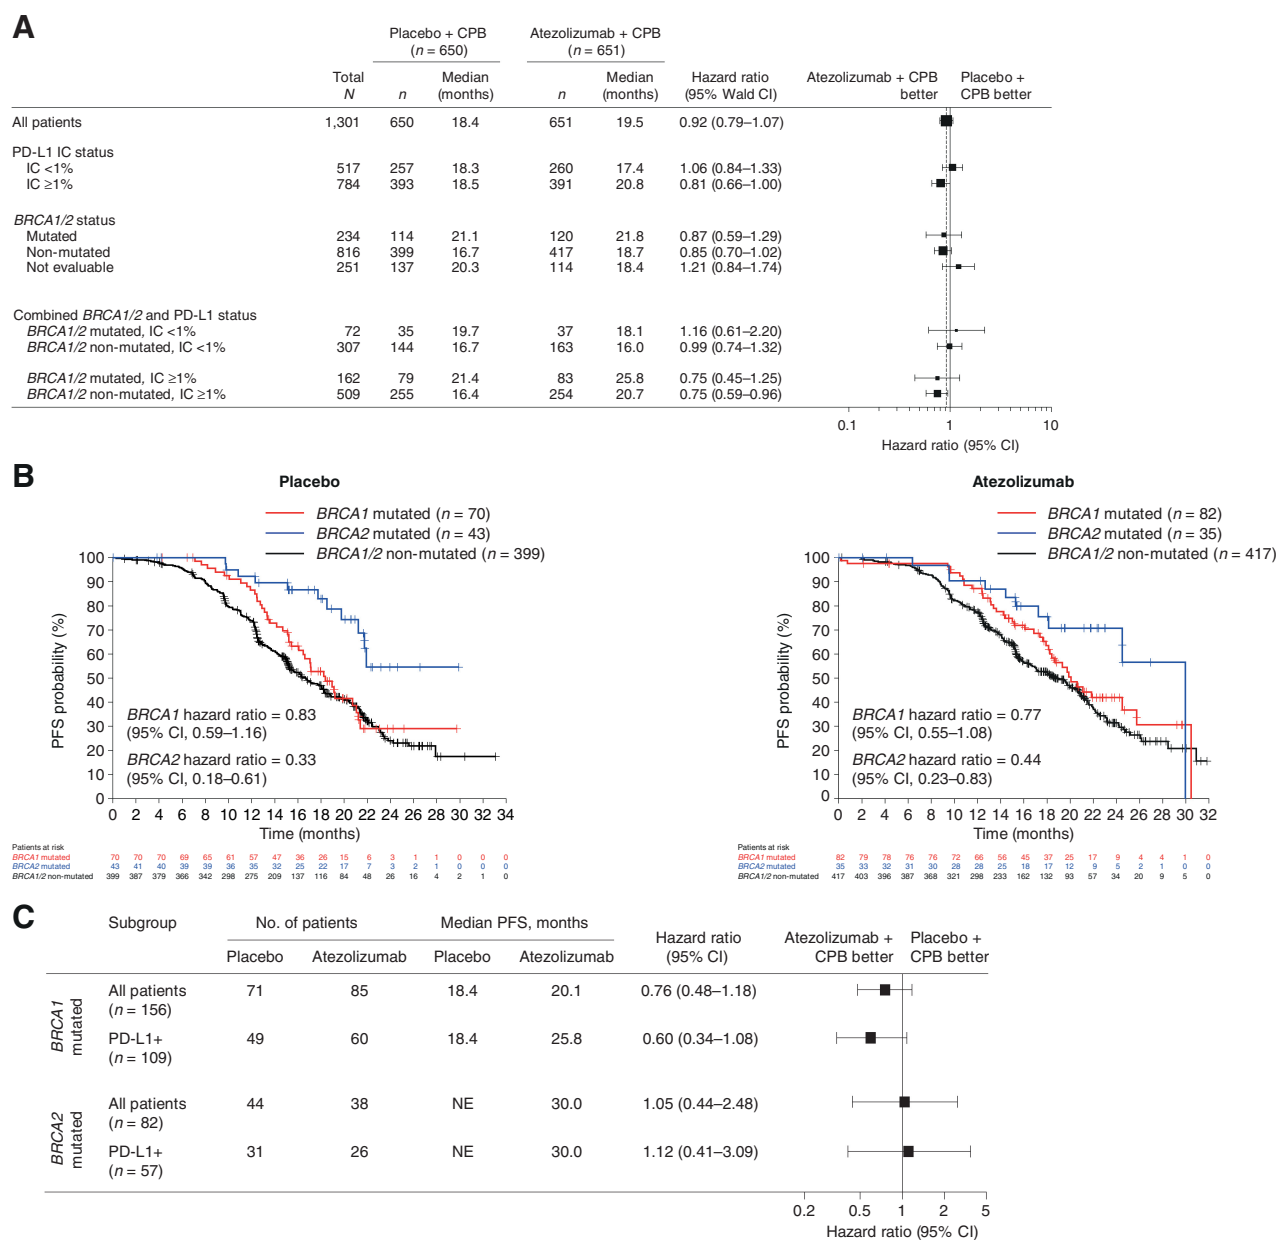 A
Placebo + CPB Atezolizumab + CPB
(n = 650) (n = 651)
Total Median Median Hazard ratio Atezolizumab + CPB Placebo +
N n (months) n (months) (95% Wald CI) better CPB better
All patients 1,301 650 18.4 651 19.5 0.92 (0.79–1.07)
PD-L1 IC status
IC <1% 517 257 18.3 260 17.4 1.06 (0.84–1.33)
IC ≥1% 784 393 18.5 391 20.8 0.81 (0.66–1.00)
BRCA1/2 status
Mutated 234 114 21.1 120 21.8 0.87 (0.59–1.29)
Non-mutated 816 399 16.7 417 18.7 0.85 (0.70–1.02)
Not evaluable 251 137 20.3 114 18.4 1.21 (0.84–1.74)
Combined BRCA1/2 and PD-L1 status
BRCA1/2 mutated, IC <1% 72 35 19.7 37 18.1 1.16 (0.61–2.20)
BRCA1/2 non-mutated, IC <1% 307 144 16.7 163 16.0 0.99 (0.74–1.32)
BRCA1/2 mutated, IC ≥1% 162 79 21.4 83 25.8 0.75 (0.45–1.25)
BRCA1/2 non-mutated, IC ≥1% 509 255 16.4 254 20.7 0.75 (0.59–0.96)
0.1 1 10
Hazard ratio (95% CI)
B
Placebo
BRCA1 mutated (n = 70)
BRCA2 mutated (n = 43)
BRCA1/2 non-mutated (n = 399)
PFS probability (%)
100
90
80
70
60
50
40
30
20
10
0
BRCA1 hazard ratio = 0.83
(95% CI, 0.59–1.16)
BRCA2 hazard ratio = 0.33
(95% CI, 0.18–0.61)
0 2 4 6 8 10 12 14 16 18 20 22 24 26 28 30 32 34
Time (months)
Patients at risk
BRCA1 mutated 70 70 70 69 65 61 57 47 36 26 15 6 3 1 1 0 0 0
BRCA2 mutated 43 41 40 39 39 36 35 32 25 22 17 7 3 2 1 0 0 0
BRCA1/2 non-mutated 399 387 379 366 342 298 275 209 137 116 84 48 26 16 4 2 1 0
Atezolizumab
BRCA1 mutated (n = 82)
BRCA2 mutated (n = 35)
BRCA1/2 non-mutated (n = 417)
PFS probability (%)
100
90
80
70
60
50
40
30
20
10
0
BRCA1 hazard ratio = 0.77
(95% CI, 0.55–1.08)
BRCA2 hazard ratio = 0.44
(95% CI, 0.23–0.83)
0 2 4 6 8 10 12 14 16 18 20 22 24 26 28 30 32
Time (months)
Patients at risk
BRCA1 mutated 82 79 78 76 76 72 66 56 45 37 25 17 9 4 4 1 0
BRCA2 mutated 35 33 32 31 30 28 28 25 18 17 12 9 5 2 1 0 0
BRCA1/2 non-mutated 417 403 396 387 368 321 298 233 162 132 93 57 34 20 9 5 0
C
Subgroup No. of patients Median PFS, months Hazard ratio Atezolizumab + Placebo +
Placebo Atezolizumab Placebo Atezolizumab (95% CI) CPB better CPB better
BRCA1
mutated
All patients 71 85 18.4 20.1 0.76 (0.48–1.18)
(n = 156)
PD-L1+ 49 60 18.4 25.8 0.60 (0.34–1.08)
(n = 109)
BRCA2
mutated
All patients 44 38 NE 30.0 1.05 (0.44–2.48)
(n = 82)
PD-L1+ 31 26 NE 30.0 1.12 (0.41–3.09)
(n = 57)
0.2 0.5 1 2 5
Hazard ratio (95% CI)